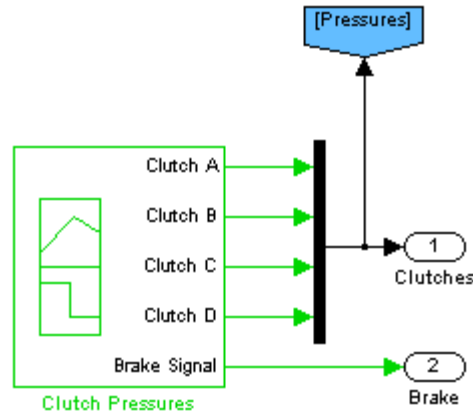 [Pressures]
Clutch A
Clutch B
Clutch C
Clutch D
Brake Signal
1
Clutches
2
Brake
Clutch Pressures